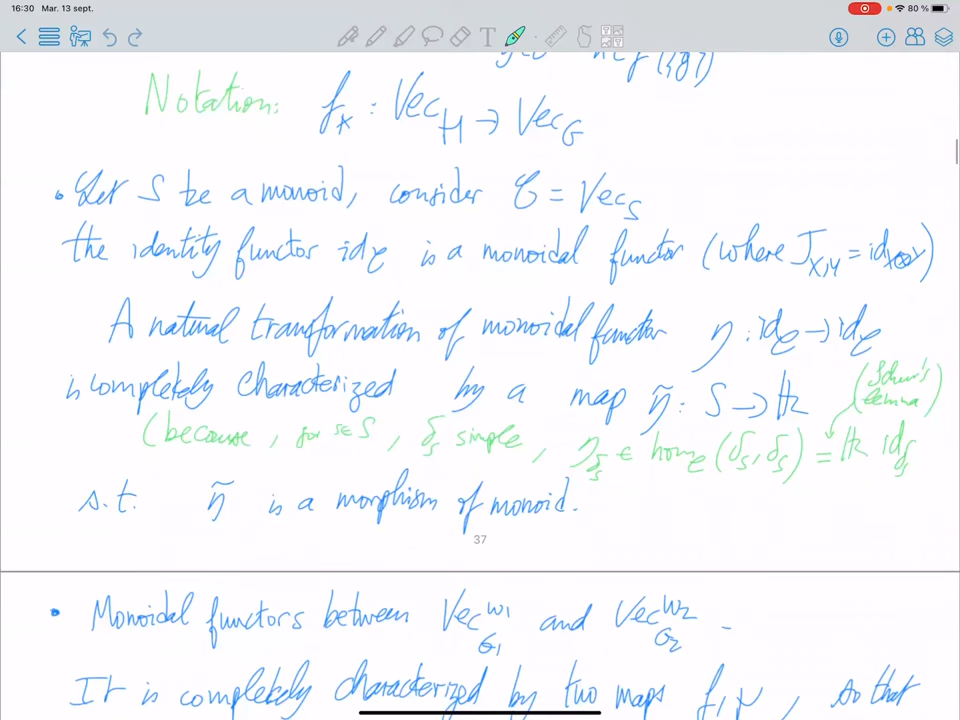 16:30 Mar. 13 sept.
80 %
Notation: f_* : Vec_H → Vec_G
• Let S be a monoid, consider 𝒞 = Vec_S
the identity functor id_𝒞 is a monoidal functor (where J_{X,Y} = id_{X⊗Y})
A natural transformation of monoidal functor η : id_𝒞 → id_𝒞
is completely characterized by a map η̃ : S → 𝕜 (Schur's lemma)
(because, for s∈S, δ_s simple, η_{δ_s} ∈ hom_𝒞(δ_s, δ_s) = 𝕜 id_{δ_s}
s.t. η̃ is a morphism of monoid.
37
• Monoidal functors between Vec_{G_1}^{ω_1} and Vec_{G_2}^{ω_2} -
It is completely characterized by two maps f, μ, so that